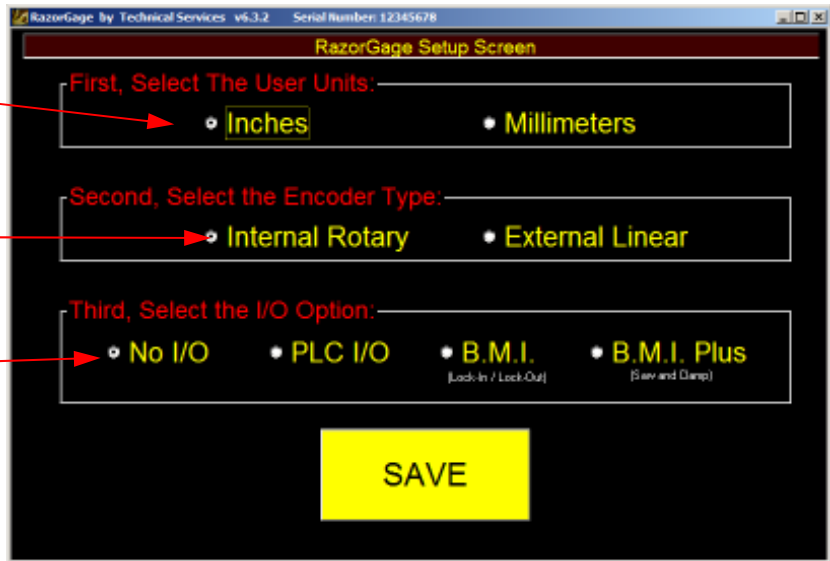 RazorGage by Technical Services v6.3.2 Serial Number: 12345678
RazorGage Setup Screen
First, Select The User Units:
Inches Millimeters
Second, Select the Encoder Type:
Internal Rotary External Linear
Third, Select the I/O Option:
No I/O PLC I/O B.M.I. B.M.I. Plus
(Lock-In / Lock-Out) (Saw and Clamp)
SAVE